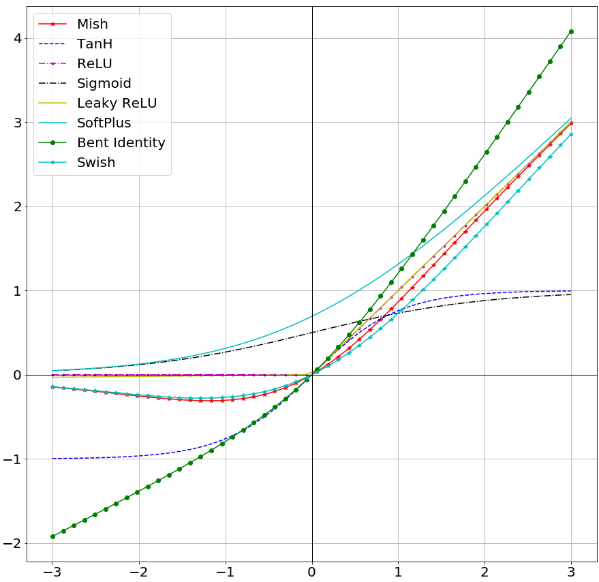 Mish
TanH
ReLU
Sigmoid
Leaky ReLU
SoftPlus
Bent Identity
Swish
4
3
2
1
0
−1
−2
−3 −2 −1 0 1 2 3